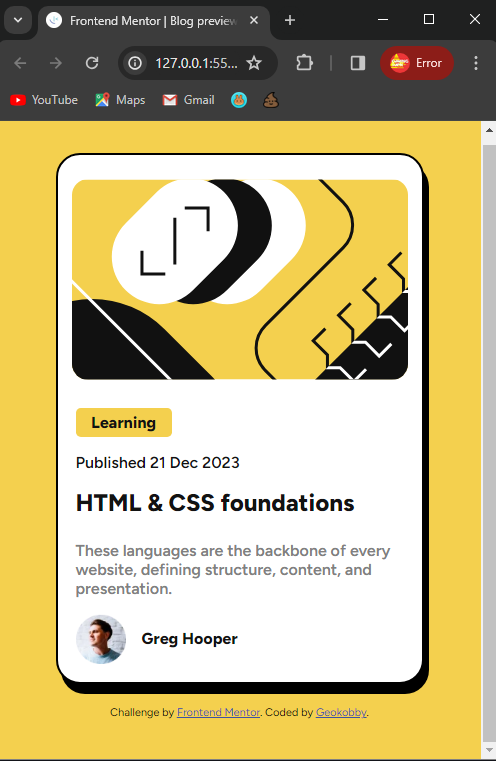 Frontend Mentor | Blog preview
127.0.0.1:55...
Error
YouTube
Maps
Gmail
Learning
Published 21 Dec 2023
HTML & CSS foundations
These languages are the backbone of every
website, defining structure, content, and
presentation.
Greg Hooper
Challenge by Frontend Mentor. Coded by Geokobby.